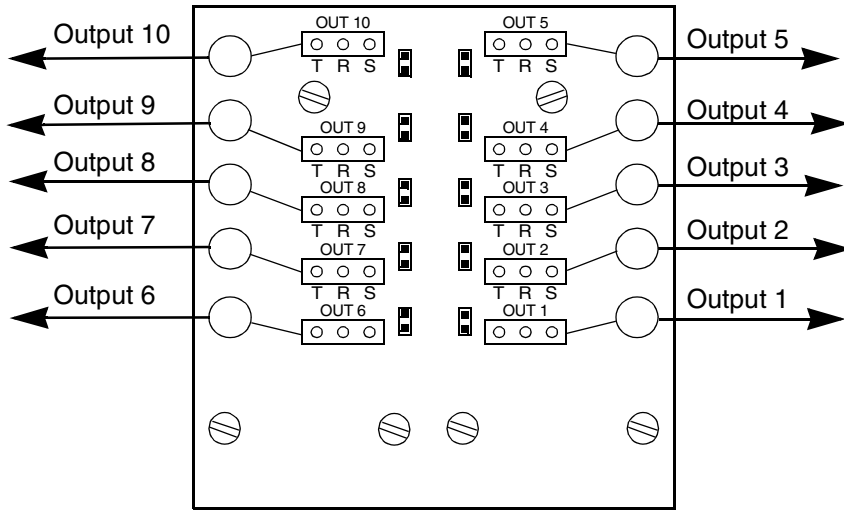 Output 10
OUT 10
T R S
OUT 5
T R S
Output 5
Output 9
OUT 9
T R S
OUT 4
T R S
Output 4
Output 8
OUT 8
T R S
OUT 3
T R S
Output 3
Output 7
OUT 7
T R S
OUT 2
T R S
Output 2
Output 6
OUT 6
OUT 1
Output 1